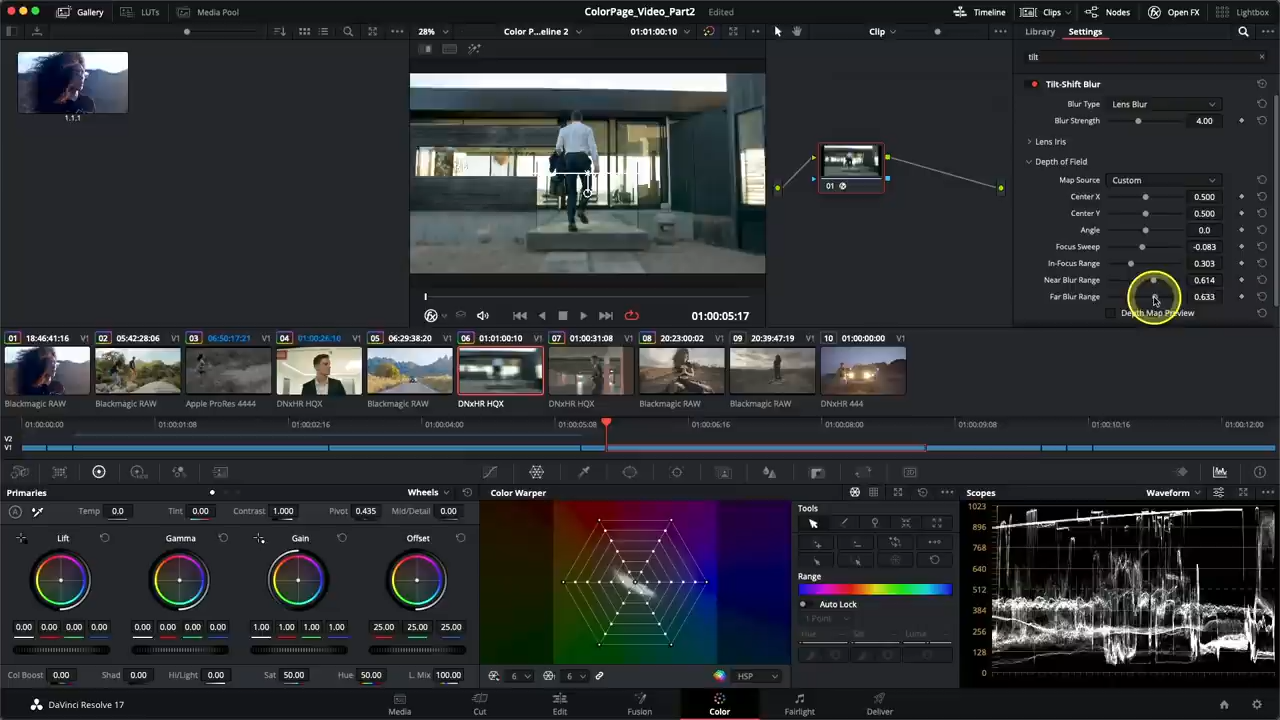 Gallery LUTs Media Pool ColorPage_Video_Part2 Edited Timeline Clips Nodes Open FX Lightbox
28% Color P...eline 2 01:01:00:10 Clip Library Settings
tilt
1.1.1
Tilt-Shift Blur
Blur Type Lens Blur
Blur Strength 4.00
Lens Iris
Depth of Field
Map Source Custom
Center X 0.500
Center Y 0.500
Angle 0.0
Focus Sweep -0.083
In-Focus Range 0.303
Near Blur Range 0.614
Far Blur Range 0.633
Depth Map Preview
01
01:00:05:17
01 18:46:41:16 V1 02 05:42:28:06 V1 03 06:50:17:21 V1 04 01:00:26:10 V1 05 06:29:38:20 V1 06 01:01:00:10 V1 07 01:00:31:08 V1 08 20:23:00:02 V1 09 20:39:47:19 V1 10 01:00:00:00 V1
Blackmagic RAW Blackmagic RAW Apple ProRes 4444 DNxHR HQX Blackmagic RAW DNxHR HQX DNxHR HQX Blackmagic RAW Blackmagic RAW DNxHR 444
01:00:00:00 01:00:01:08 01:00:02:16 01:00:04:00 01:00:05:08 01:00:06:16 01:00:08:00 01:00:09:08 01:00:10:16 01:00:12:00
V2
V1
Primaries Wheels Color Warper Scopes Waveform
A Temp 0.0 Tint 0.00 Contrast 1.000 Pivot 0.435 Mid/Detail 0.00
Lift Gamma Gain Offset
0.00 0.00 0.00 0.00 0.00 0.00 0.00 0.00 1.00 1.00 1.00 1.00 25.00 25.00 25.00
Col Boost 0.00 Shad 0.00 Hi/Light 0.00 Sat 50.00 Hue 50.00 L. Mix 100.00
6 6 HSP
Tools
Range
Auto Lock
1 Point
Hue Sat Luma
1023
896
768
640
512
384
256
128
0
DaVinci Resolve 17 Media Cut Edit Fusion Color Fairlight Deliver